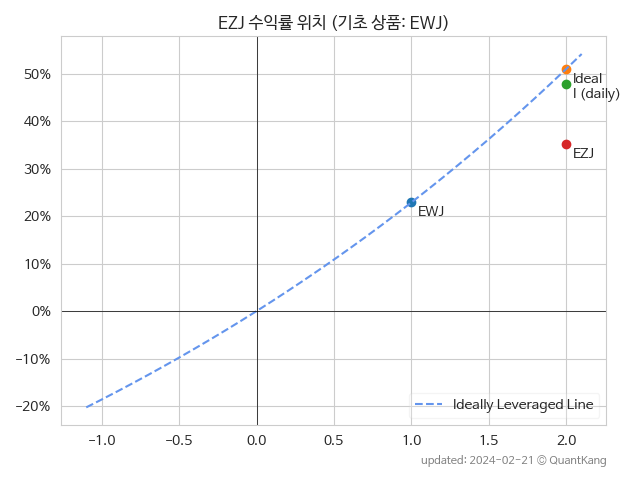 EZJ 수익률 위치 (기초 상품: EWJ)
50%
40%
30%
20%
10%
0%
−10%
−20%
Ideal
I (daily)
EZJ
EWJ
Ideally Leveraged Line
−1.0 −0.5 0.0 0.5 1.0 1.5 2.0
updated: 2024-02-21 © QuantKang